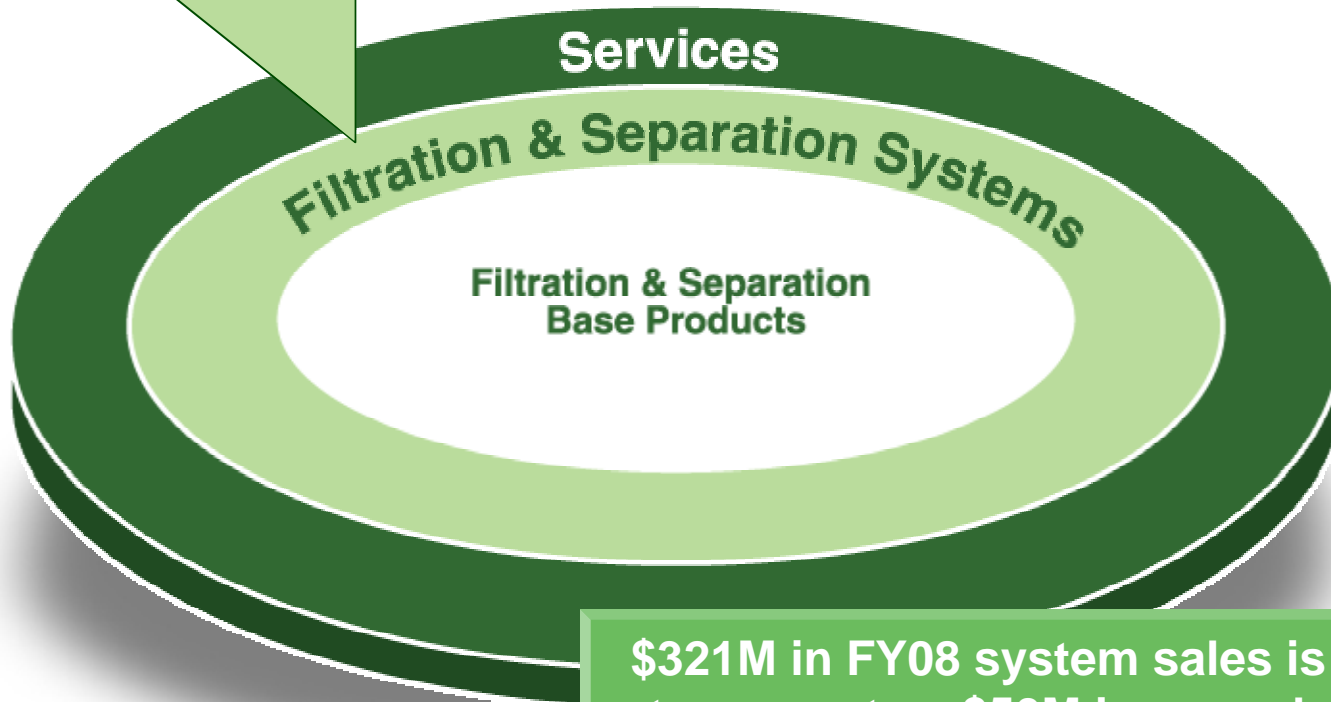 Services
Filtration & Separation Systems
Filtration & Separation
Base Products
$321M in FY08 system sales is